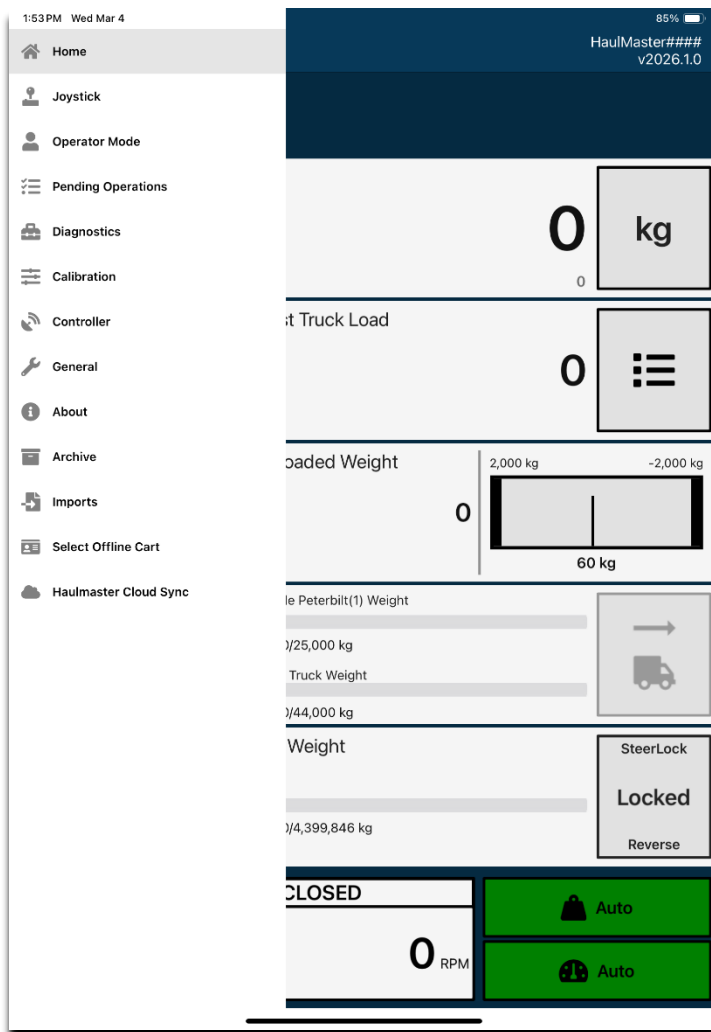 1:53 PM Wed Mar 4
85%
Home
Joystick
Operator Mode
Pending Operations
Diagnostics
Calibration
Controller
General
About
Archive
Imports
Select Offline Cart
Haulmaster Cloud Sync
HaulMaster####
v2026.1.0
0
0
kg
st Truck Load
0
oaded Weight
0
2,000 kg
-2,000 kg
60 kg
le Peterbilt(1) Weight
0/25,000 kg
Truck Weight
0/44,000 kg
Weight
0/4,399,846 kg
SteerLock
Locked
Reverse
CLOSED
0 RPM
Auto
Auto